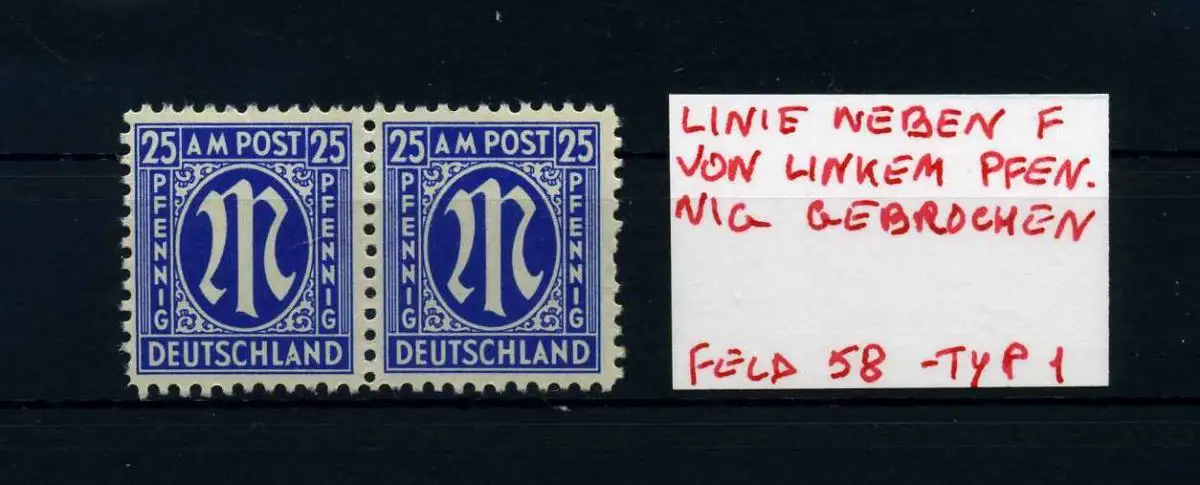 25 AM POST 25
PFENNIG
PFENNIG
DEUTSCHLAND
25 AM POST 25
PFENNIG
PFENNIG
DEUTSCHLAND
LINIE NEBEN F
VON LINKEM PFEN.
NIG GEBROCHEN
FELD 58 -TYP 1